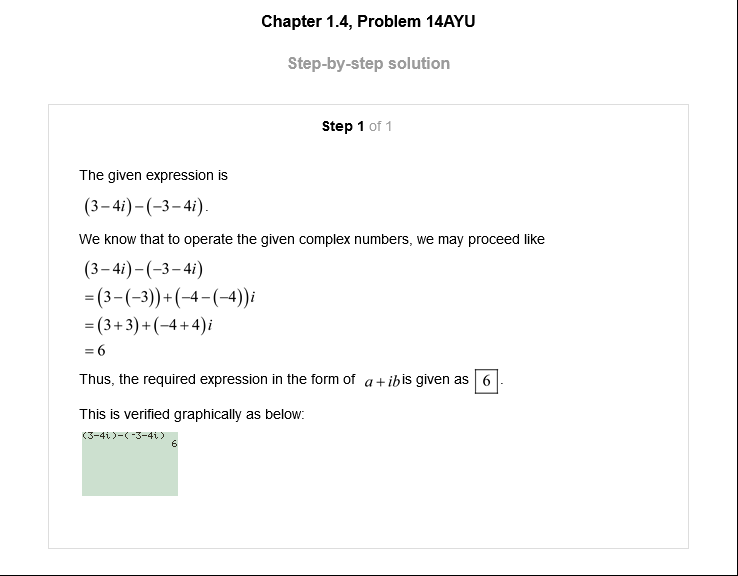 Chapter 1.4, Problem 14AYU
Step-by-step solution
Step 1 of 1
The given expression is
(3−4i)−(−3−4i).
We know that to operate the given complex numbers, we may proceed like
(3−4i)−(−3−4i)
=(3−(−3))+(−4−(−4))i
=(3+3)+(−4+4)i
=6
Thus, the required expression in the form of a+ib is given as 6.
This is verified graphically as below:
(3-4i)-(-3-4i)
6